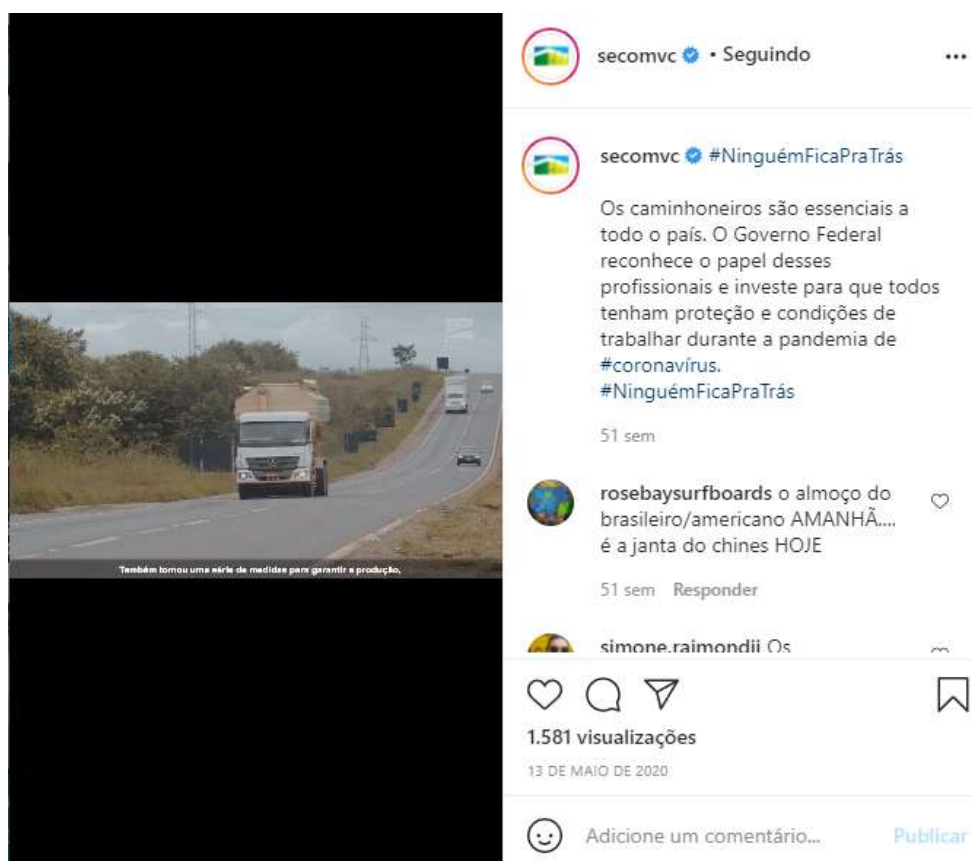 secomvc • Seguindo
secomvc #NinguémFicaPraTrás
Os caminhoneiros são essenciais a
todo o país. O Governo Federal
reconhece o papel desses
profissionais e investe para que todos
tenham proteção e condições de
trabalhar durante a pandemia de
#coronavírus.
#NinguémFicaPraTrás
51 sem
rosebaysurfboards o almoço do
brasileiro/americano AMANHÃ....
é a janta do chines HOJE
51 sem Responder
simone.raimondii Os
Também tomou uma série de medidas para garantir a produção,
1.581 visualizações
13 DE MAIO DE 2020
Adicione um comentário... Publicar